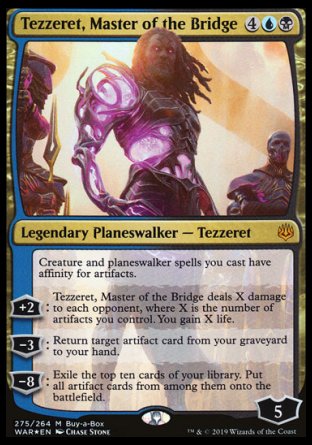 Tezzeret, Master of the Bridge 4
Legendary Planeswalker — Tezzeret
Creature and planeswalker spells you cast have
affinity for artifacts.
+2: Tezzeret, Master of the Bridge deals X damage
to each opponent, where X is the number of
artifacts you control. You gain X life.
-3: Return target artifact card from your graveyard
to your hand.
-8: Exile the top ten cards of your library. Put
all artifact cards from among them onto the
battlefield.
5
275/264 M Buy-a-Box
WAR★EN Chase Stone
™ & © 2019 Wizards of the Coast